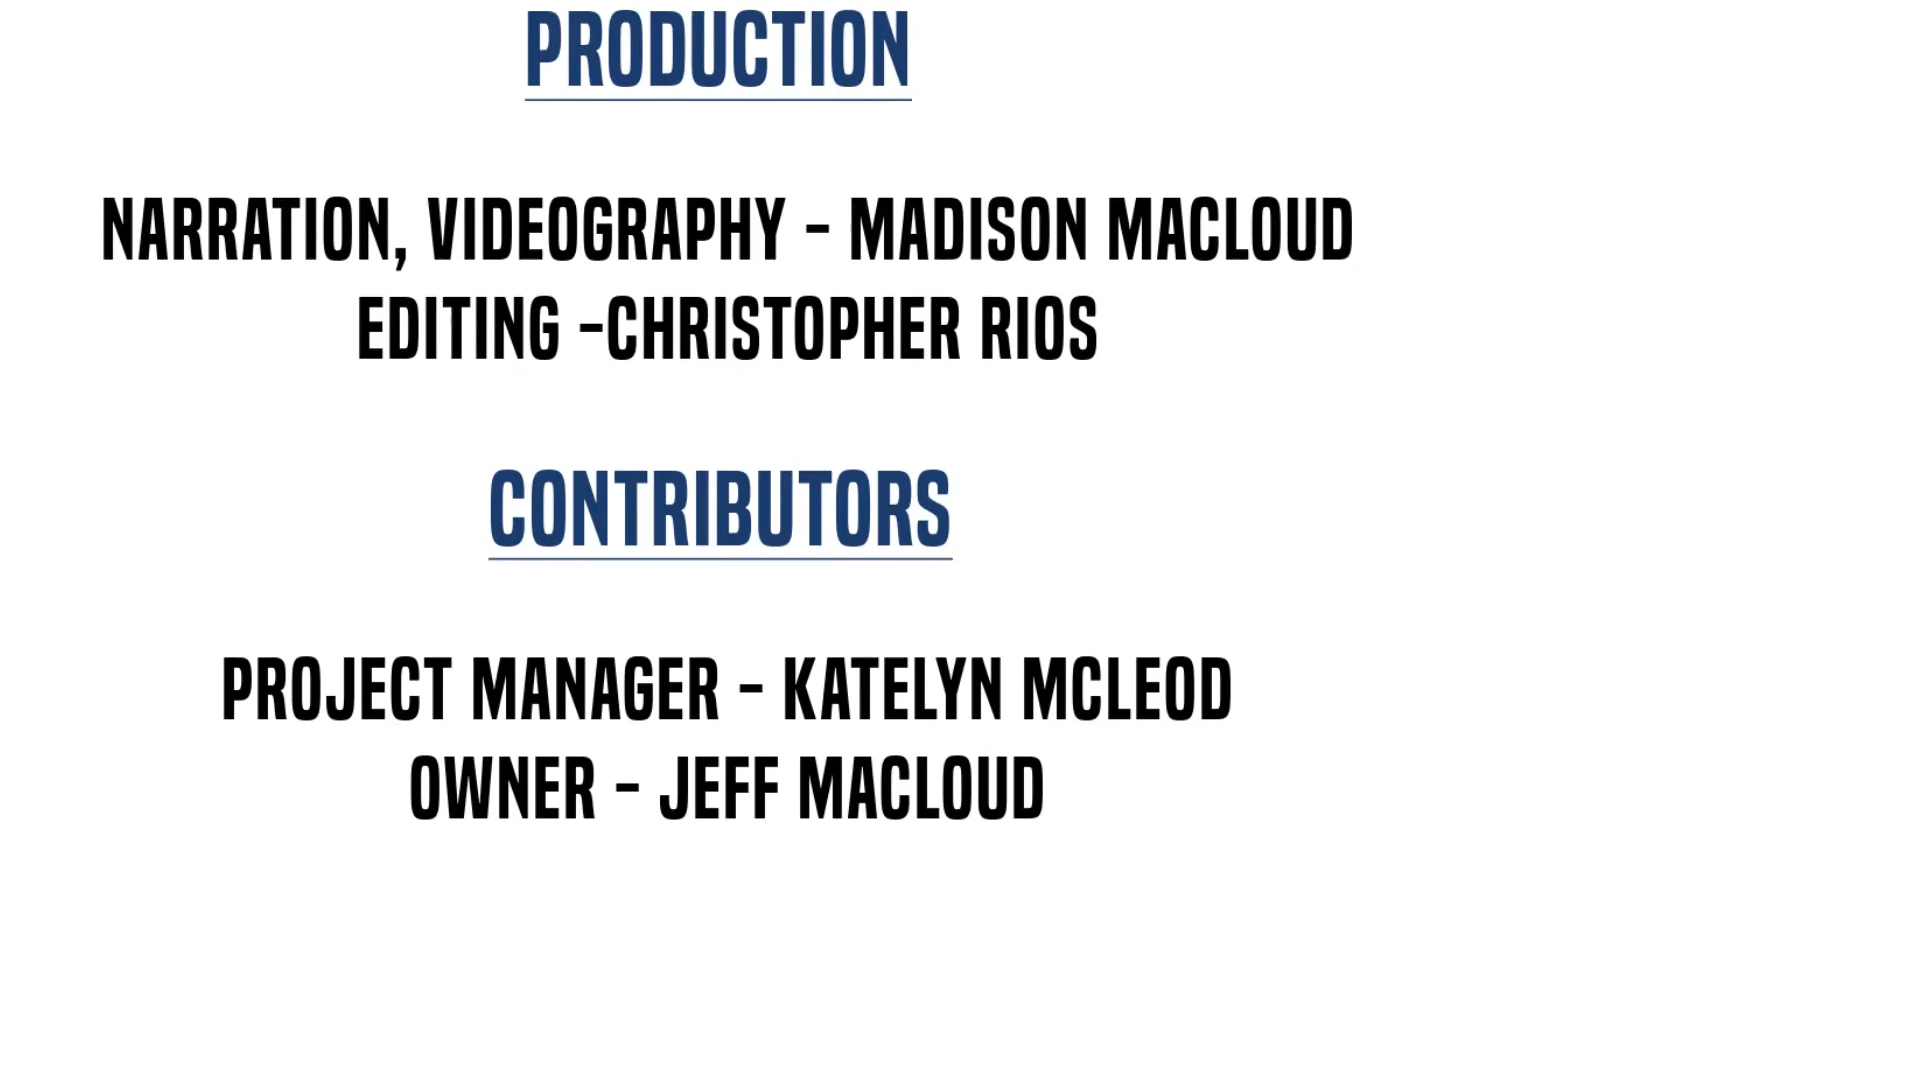 PRODUCTION
NARRATION, VIDEOGRAPHY - MADISON MACLOUD
EDITING -CHRISTOPHER RIOS
CONTRIBUTORS
PROJECT MANAGER - KATELYN MCLEOD
OWNER - JEFF MACLOUD